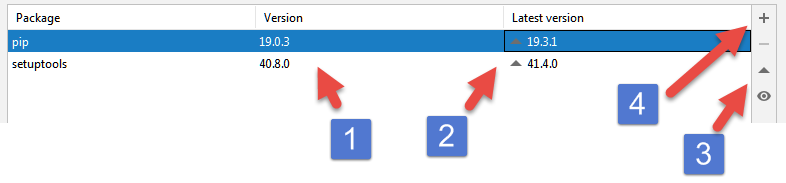 Package Version Latest version
pip 19.0.3 19.3.1
setuptools 40.8.0 41.4.0
1 2 3 4